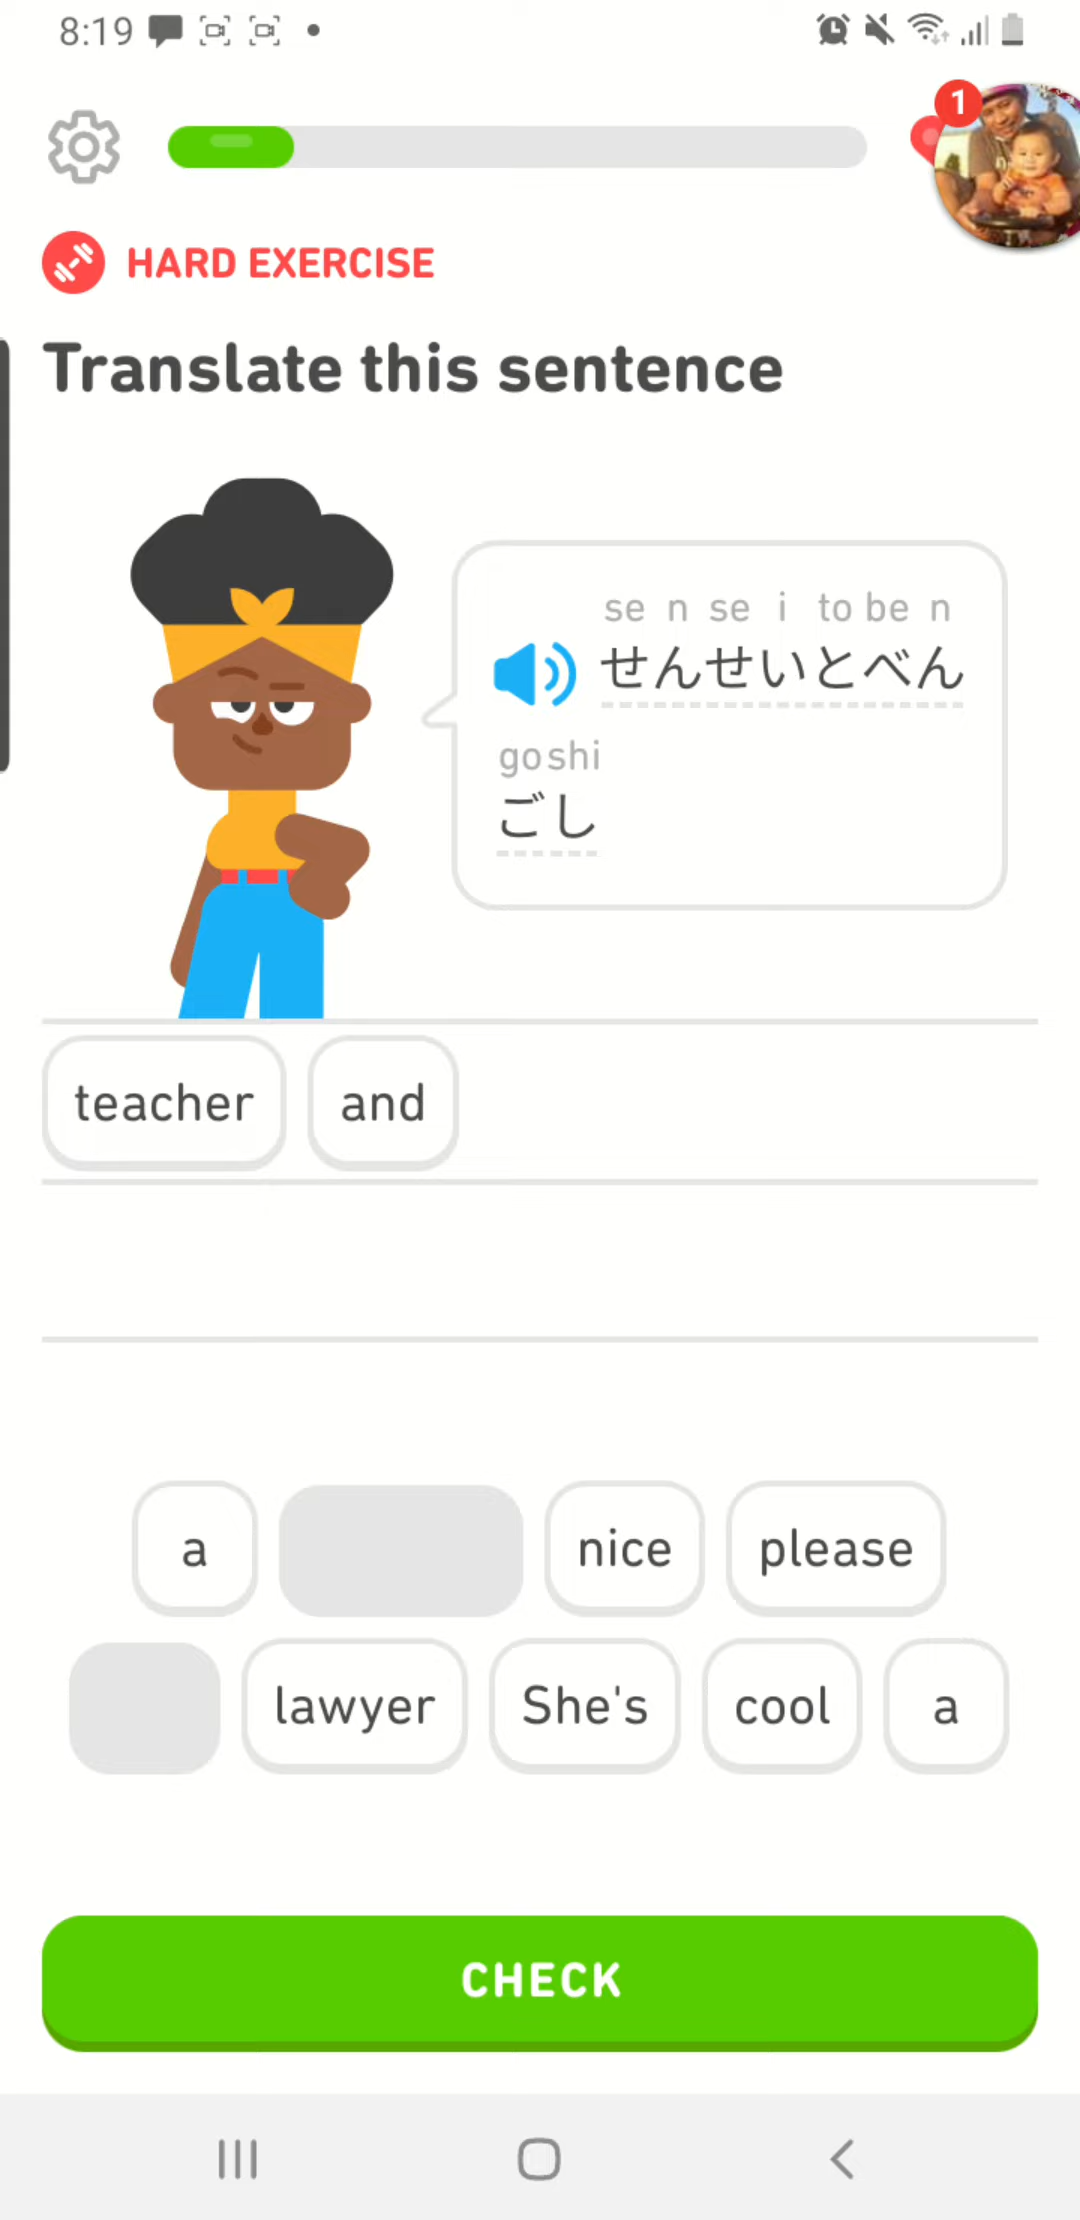 8:19
1
HARD EXERCISE
Translate this sentence
se n se i to be n
せんせいとべん
go shi
ごし
teacher and
a nice please
lawyer She's cool a
CHECK